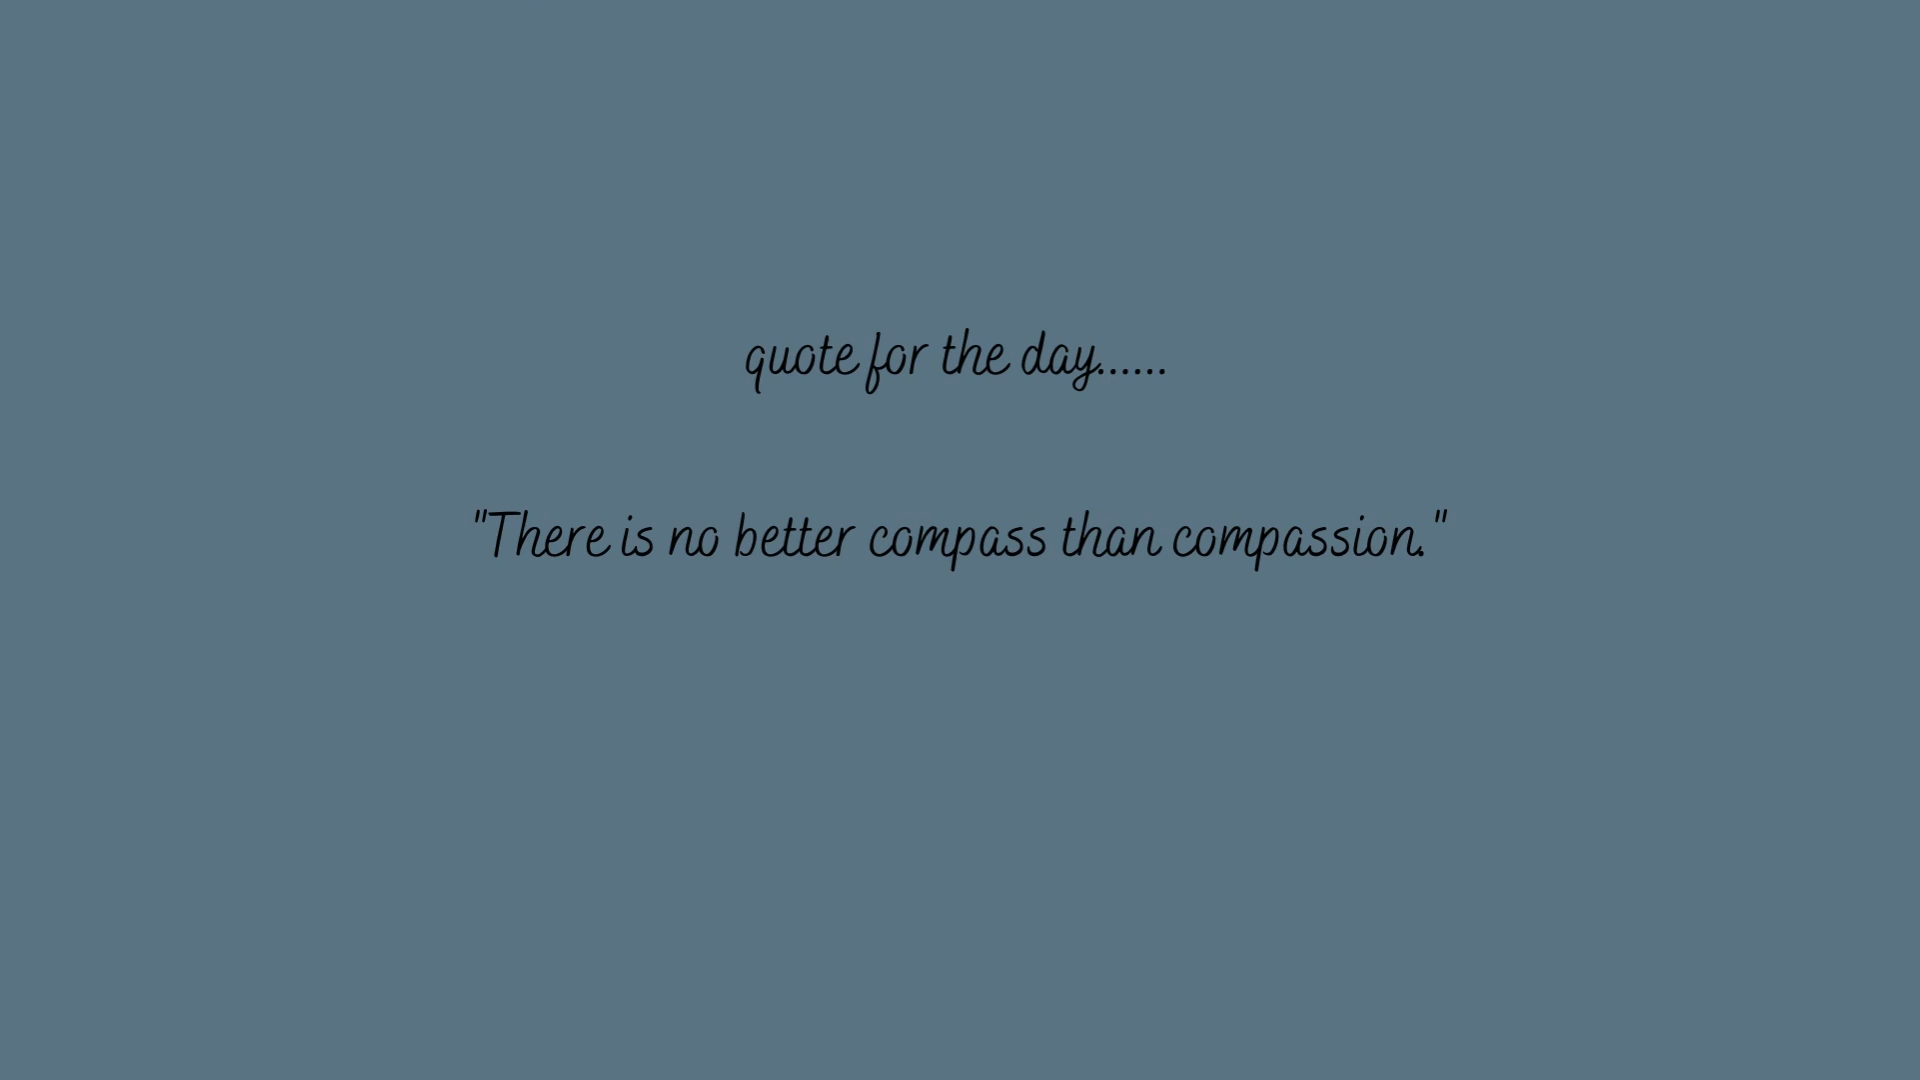 quote for the day......
"There is no better compass than compassion."